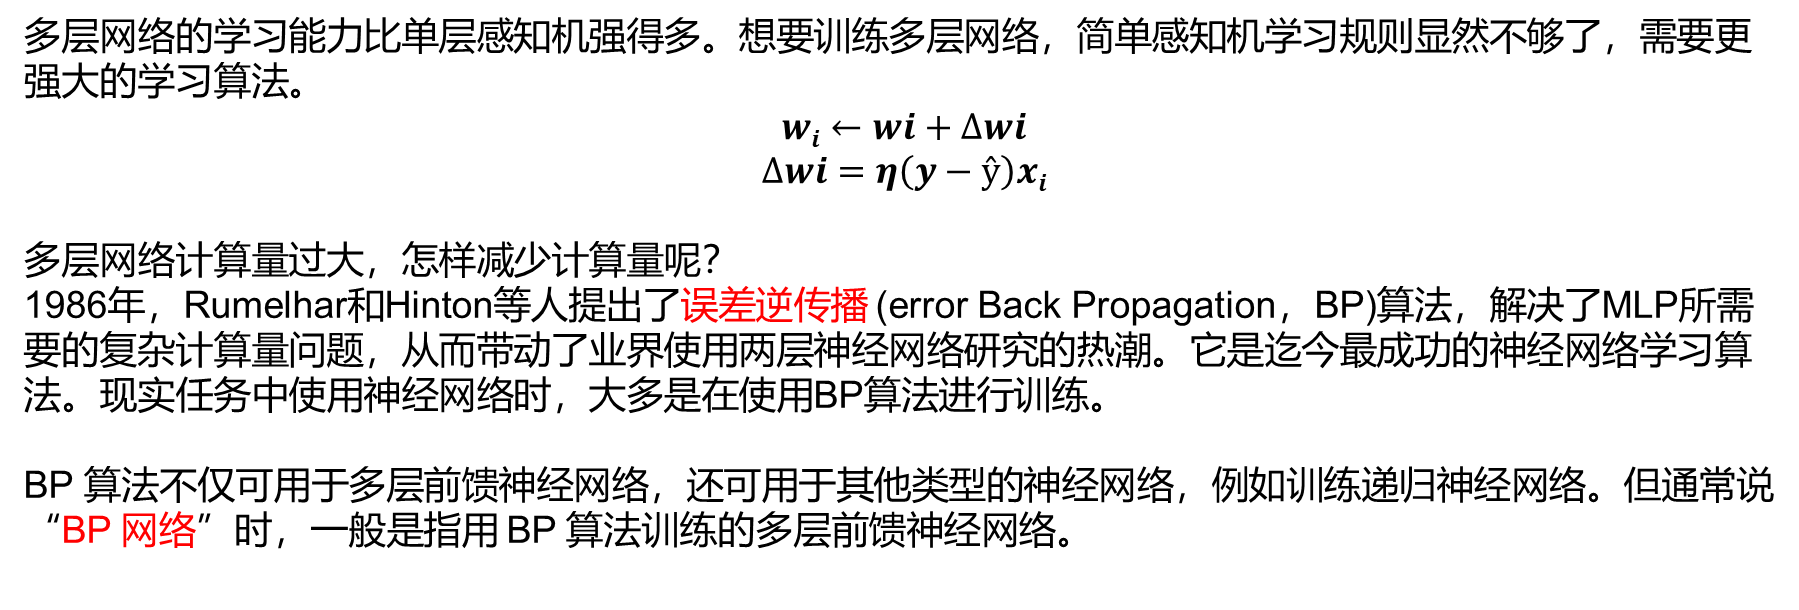 多层网络的学习能力比单层感知机强得多。想要训练多层网络，简单感知机学习规则显然不够了，需要更
强大的学习算法。
wᵢ ← wi + Δwi
Δwi = η(y − ŷ)xᵢ
多层网络计算量过大，怎样减少计算量呢？
1986年，Rumelhar和Hinton等人提出了误差逆传播 (error Back Propagation，BP)算法，解决了MLP所需
要的复杂计算量问题，从而带动了业界使用两层神经网络研究的热潮。它是迄今最成功的神经网络学习算
法。现实任务中使用神经网络时，大多是在使用BP算法进行训练。
BP 算法不仅可用于多层前馈神经网络，还可用于其他类型的神经网络，例如训练递归神经网络。但通常说
“BP 网络”时，一般是指用 BP 算法训练的多层前馈神经网络。